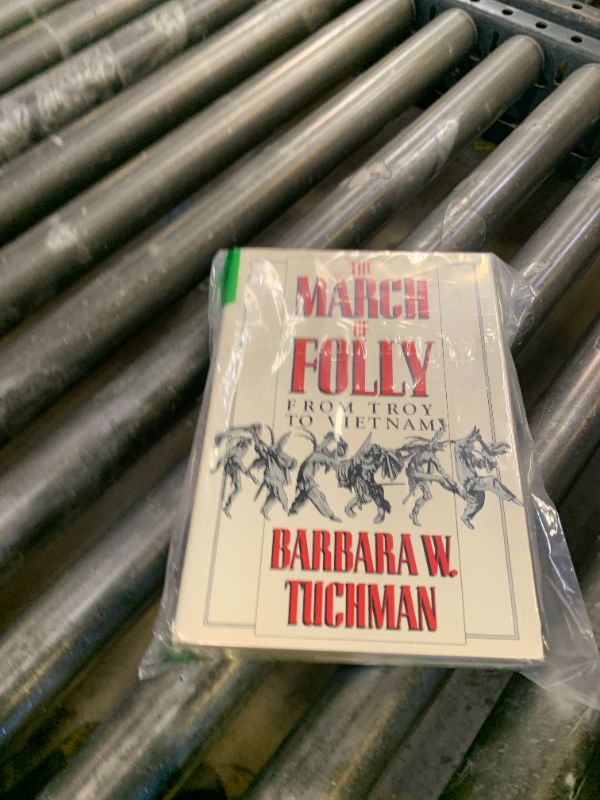 THE
MARCH
OF
FOLLY
FROM TROY
TO VIETNAM
BARBARA W.
TUCHMAN